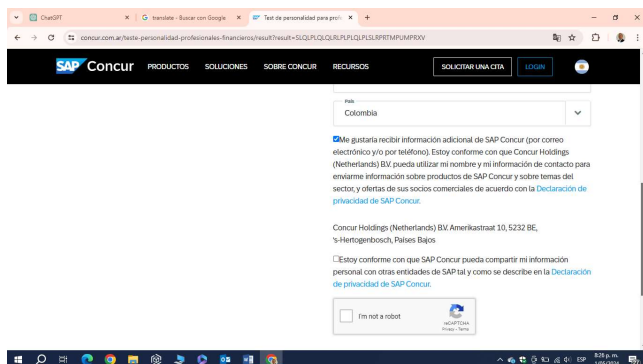 ChatGPT
translate - Buscar con Google
Test de personalidad para profe
concur.com.ar/teste-personalidad-profesionales-financieros/result?result=SLQLPLQLQLRLPLPLQLPLSLRPRTMPUMPRXV
SAP Concur
PRODUCTOS
SOLUCIONES
SOBRE CONCUR
RECURSOS
SOLICITAR UNA CITA
LOGIN
País
Colombia
Me gustaría recibir información adicional de SAP Concur (por correo
electrónico y/o por teléfono). Estoy conforme con que Concur Holdings
(Netherlands) B.V. pueda utilizar mi nombre y mi información de contacto para
enviarme información sobre productos de SAP Concur y sobre temas del
sector, y ofertas de sus socios comerciales de acuerdo con la Declaración de
privacidad de SAP Concur.
Concur Holdings (Netherlands) B.V. Amerikastraat 10, 5232 BE,
's-Hertogenbosch, Países Bajos
Estoy conforme con que SAP Concur pueda compartir mi información
personal con otras entidades de SAP tal y como se describe en la Declaración
de privacidad de SAP Concur.
I'm not a robot
reCAPTCHA
Privacy - Terms
ESP
8:26 p. m.